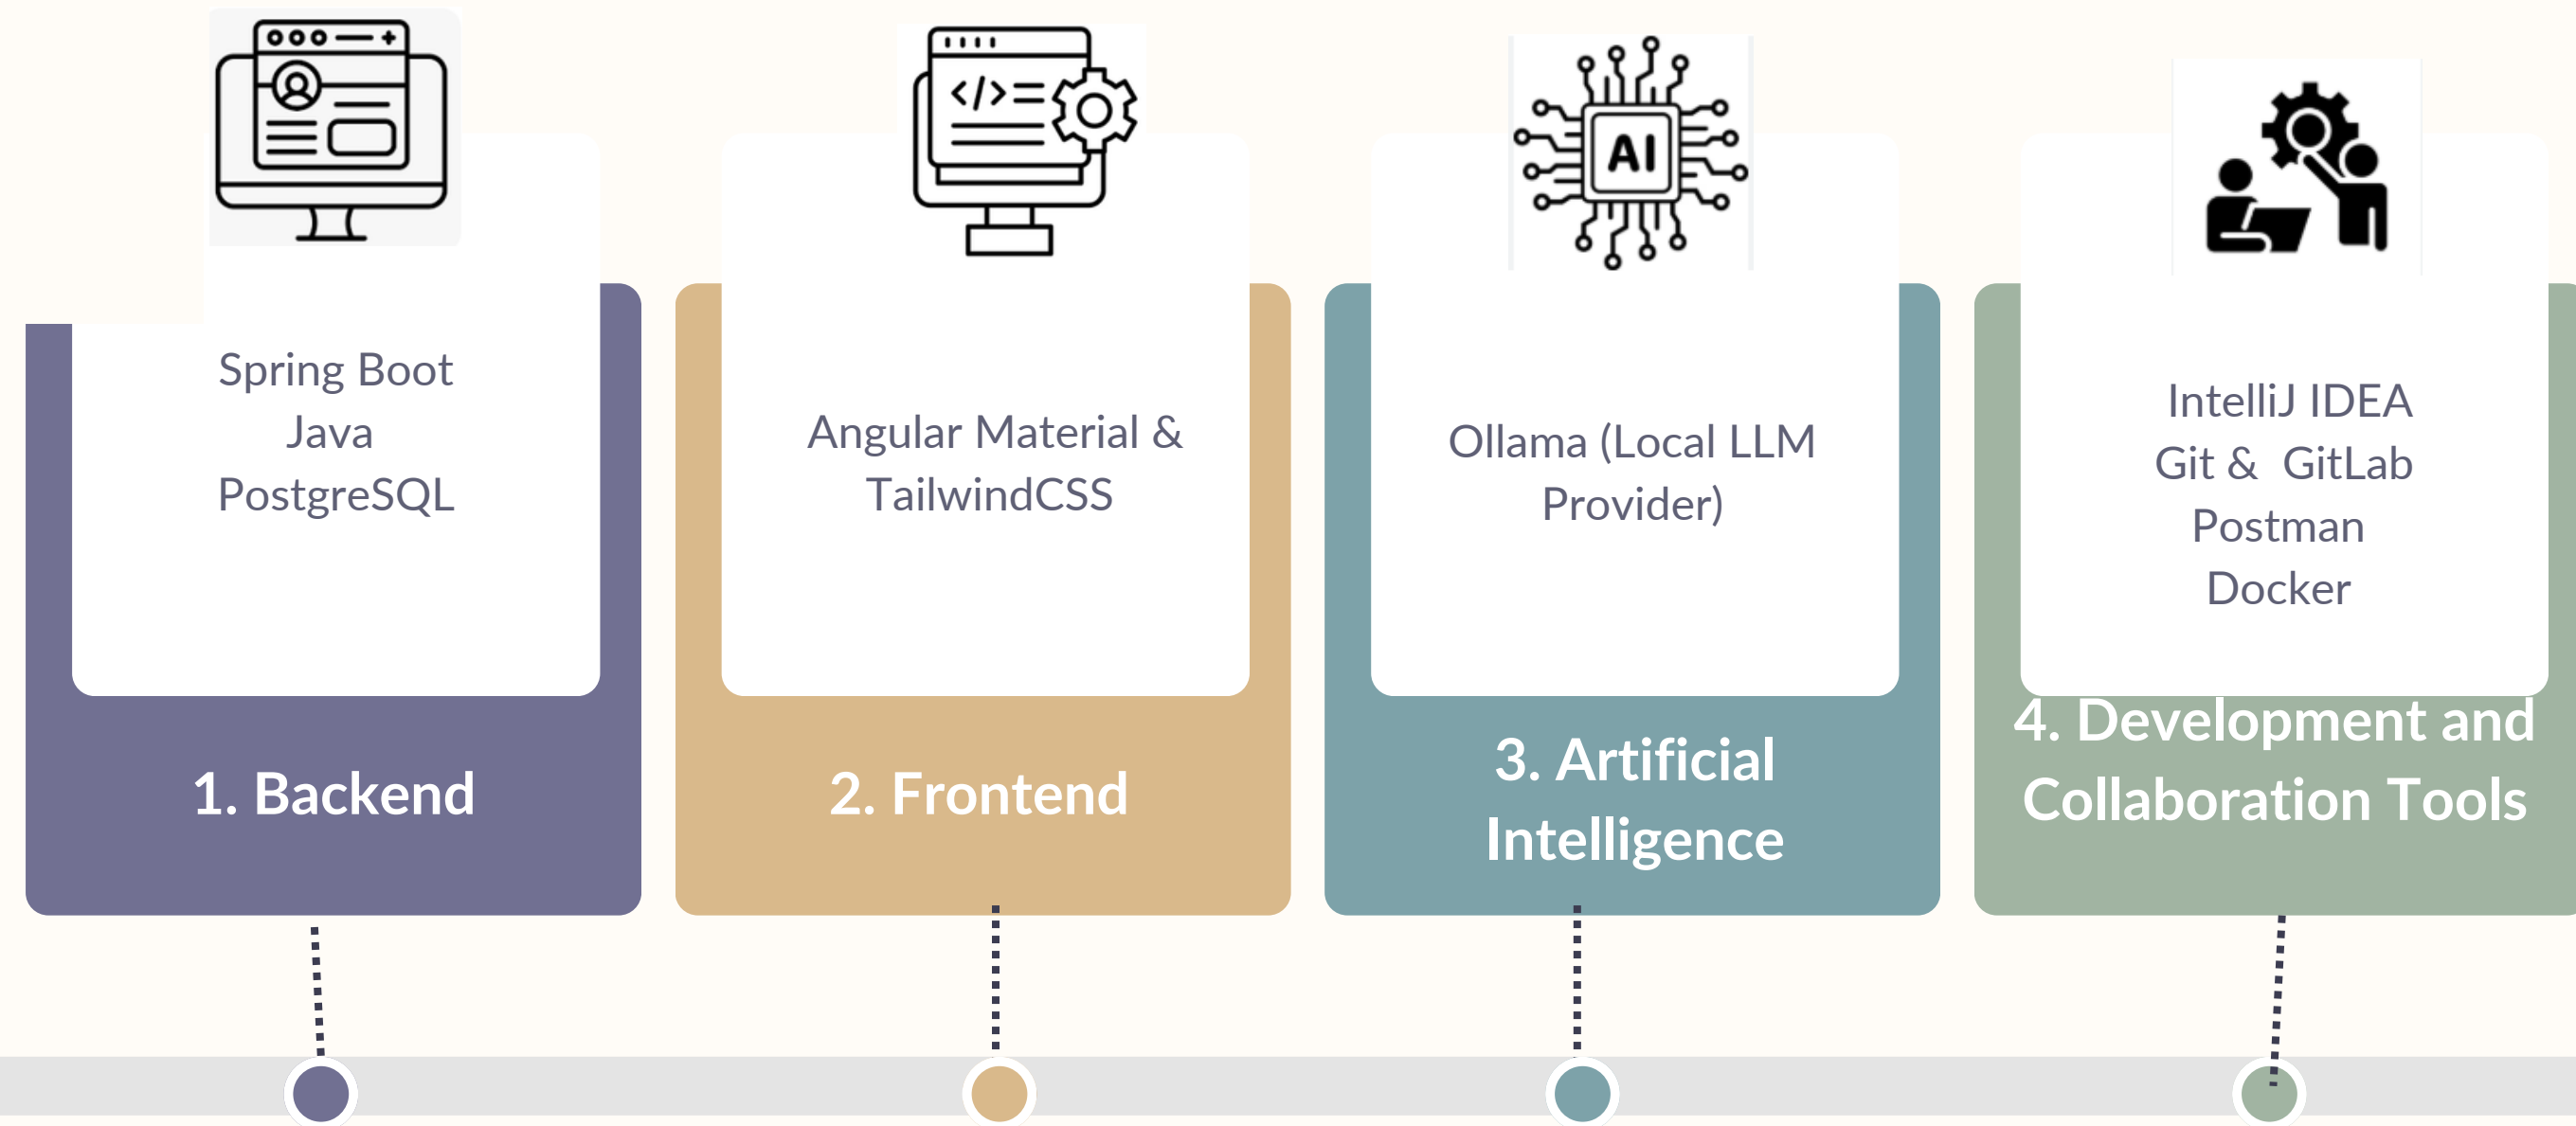 Spring Boot
Java
PostgreSQL
1. Backend
</>
Angular Material &
TailwindCSS
2. Frontend
AI
Ollama (Local LLM
Provider)
3. Artificial
Intelligence
IntelliJ IDEA
Git &  GitLab
Postman
Docker
4. Development and
Collaboration Tools